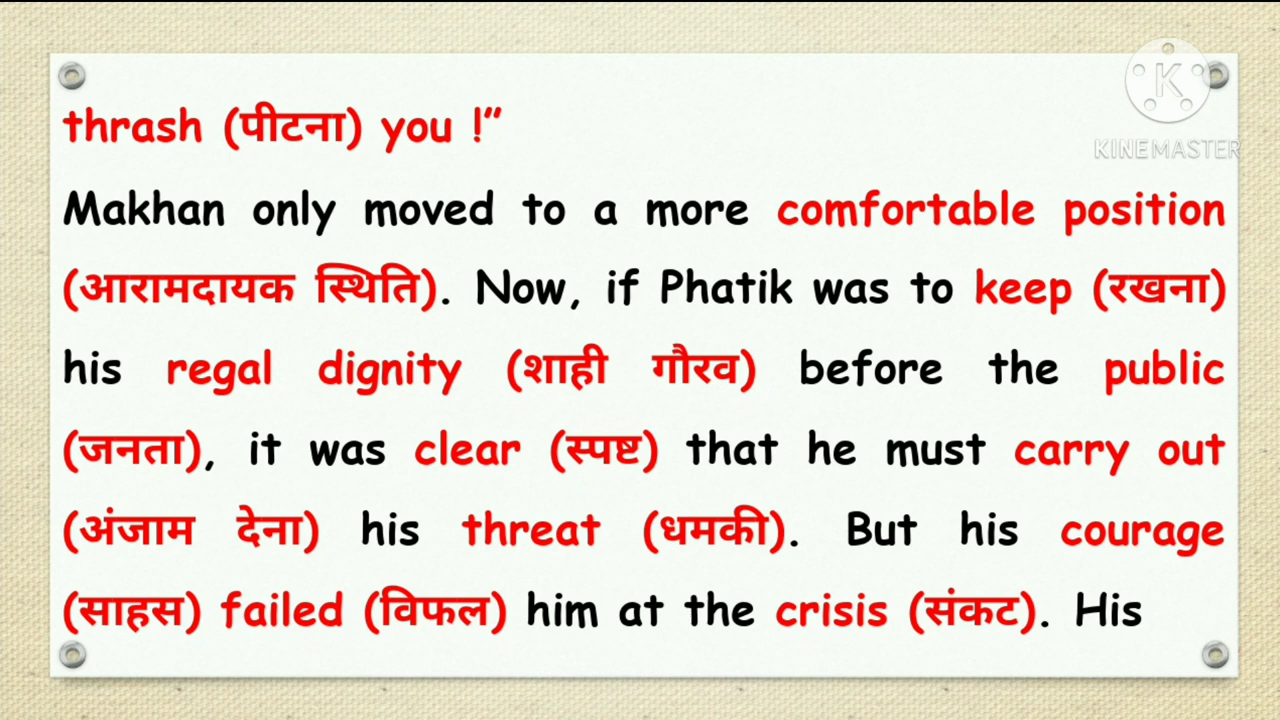 thrash (पीटना) you !”
KINEMASTER
Makhan only moved to a more comfortable position
(आरामदायक स्थिति). Now, if Phatik was to keep (रखना)
his regal dignity (शाही गौरव) before the public
(जनता), it was clear (स्पष्ट) that he must carry out
(अंजाम देना) his threat (धमकी). But his courage
(साहस) failed (विफल) him at the crisis (संकट). His